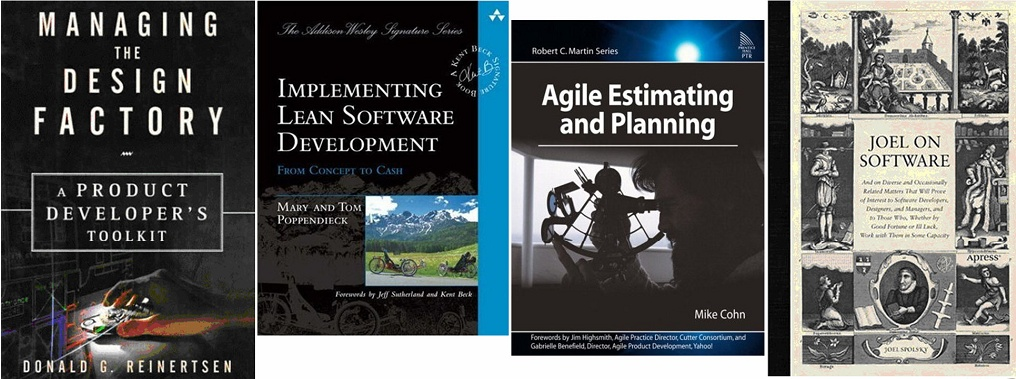 MANAGING
THE
DESIGN
FACTORY
A PRODUCT
DEVELOPER'S
TOOLKIT
DONALD G. REINERTSEN
The Addison Wesley Signature Series
A KENT BECK SIGNATURE BOOK
IMPLEMENTING
LEAN SOFTWARE
DEVELOPMENT
FROM CONCEPT TO CASH
MARY AND TOM
POPPENDIECK
Forewords by Jeff Sutherland and Kent Beck
Robert C. Martin Series
PRENTICE
HALL
PTR
Agile Estimating
and Planning
Mike Cohn
Forewords by Jim Highsmith, Agile Practice Director, Cutter Consortium, and
Gabrielle Benefield, Director, Agile Product Development, Yahoo!
JOEL ON
SOFTWARE
And on Diverse and Occasionally
Related Matters That Will Prove
of Interest to Software Developers,
Designers, and Managers, and
to Those Who, Whether by
Good Fortune or Ill Luck,
Work with Them in Some Capacity
Apress®
JOEL SPOLSKY